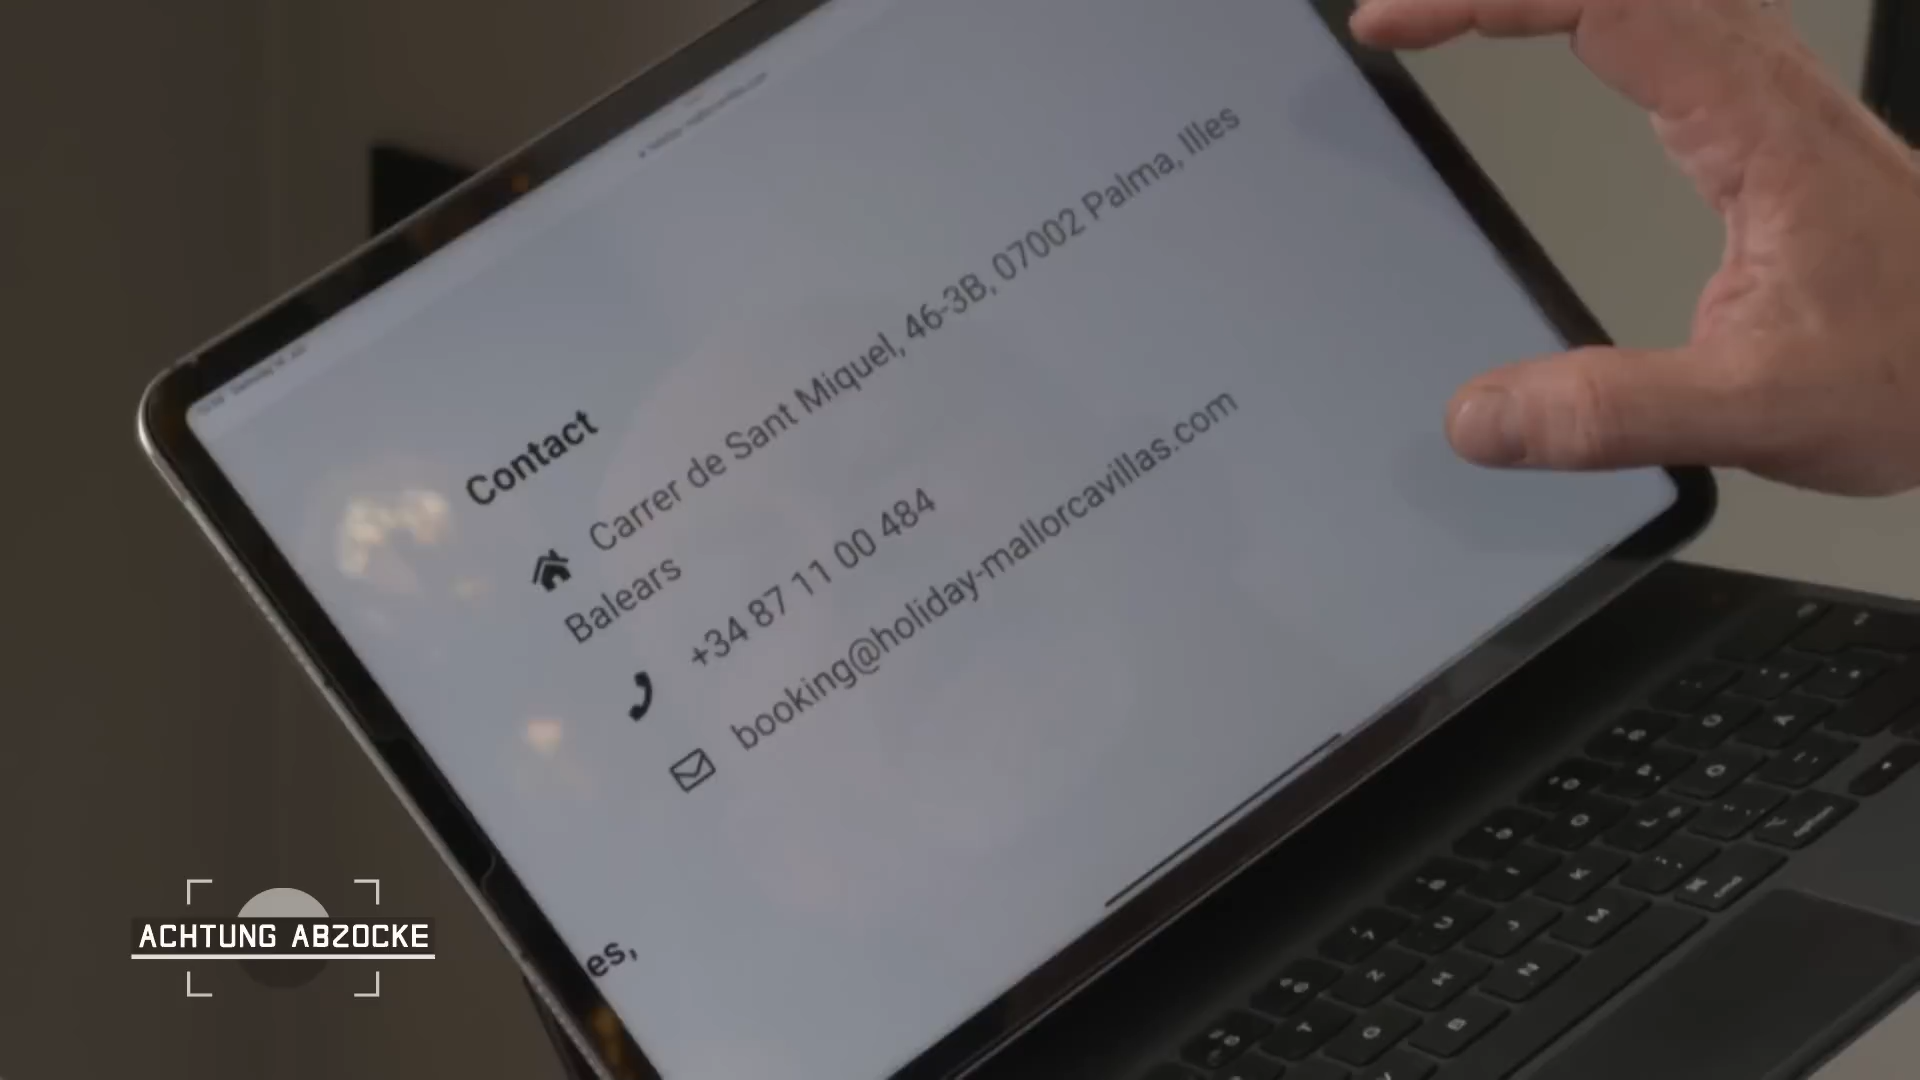 Contact
Carrer de Sant Miquel, 46-3B, 07002 Palma, Illes
Balears
+34 87 11 00 484
booking@holiday-mallorcavillas.com
es,
ACHTUNG ABZOCKE